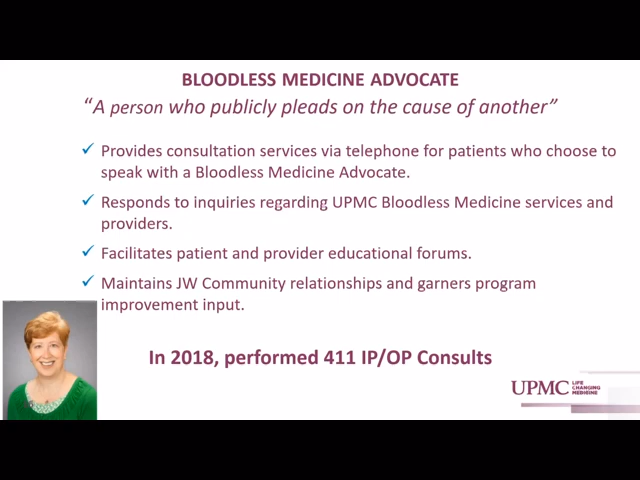 BLOODLESS MEDICINE ADVOCATE
“A person who publicly pleads on the cause of another”
✓ Provides consultation services via telephone for patients who choose to
speak with a Bloodless Medicine Advocate.
✓ Responds to inquiries regarding UPMC Bloodless Medicine services and
providers.
✓ Facilitates patient and provider educational forums.
✓ Maintains JW Community relationships and garners program
improvement input.
In 2018, performed 411 IP/OP Consults
UPMC LIFE
CHANGING
MEDICINE